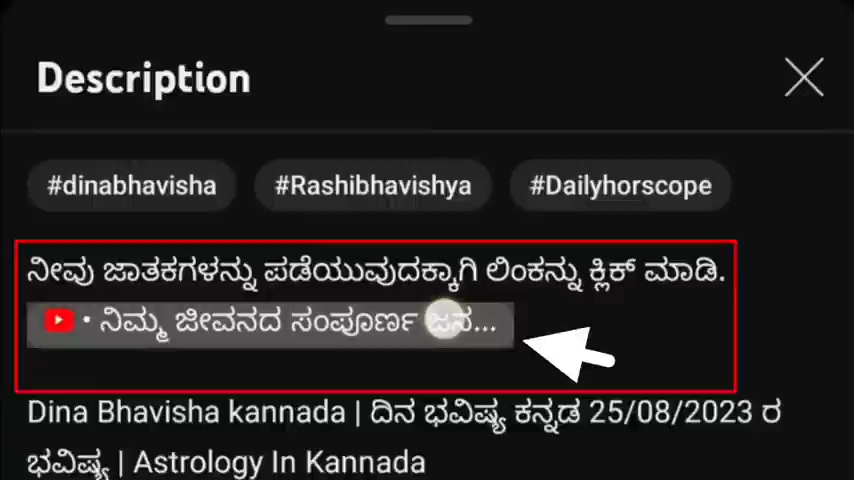 Description
#dinabhavisha #Rashibhavishya #Dailyhorscope
ನೀವು ಜಾತಕಗಳನ್ನು ಪಡೆಯುವುದಕ್ಕಾಗಿ ಲಿಂಕನ್ನು ಕ್ಲಿಕ್ ಮಾಡಿ.
• ನಿಮ್ಮ ಜೀವನದ ಸಂಪೂರ್ಣ ಜನ...
Dina Bhavisha kannada | ದಿನ ಭವಿಷ್ಯ ಕನ್ನಡ 25/08/2023 ರ
ಭವಿಷ್ಯ | Astrology In Kannada